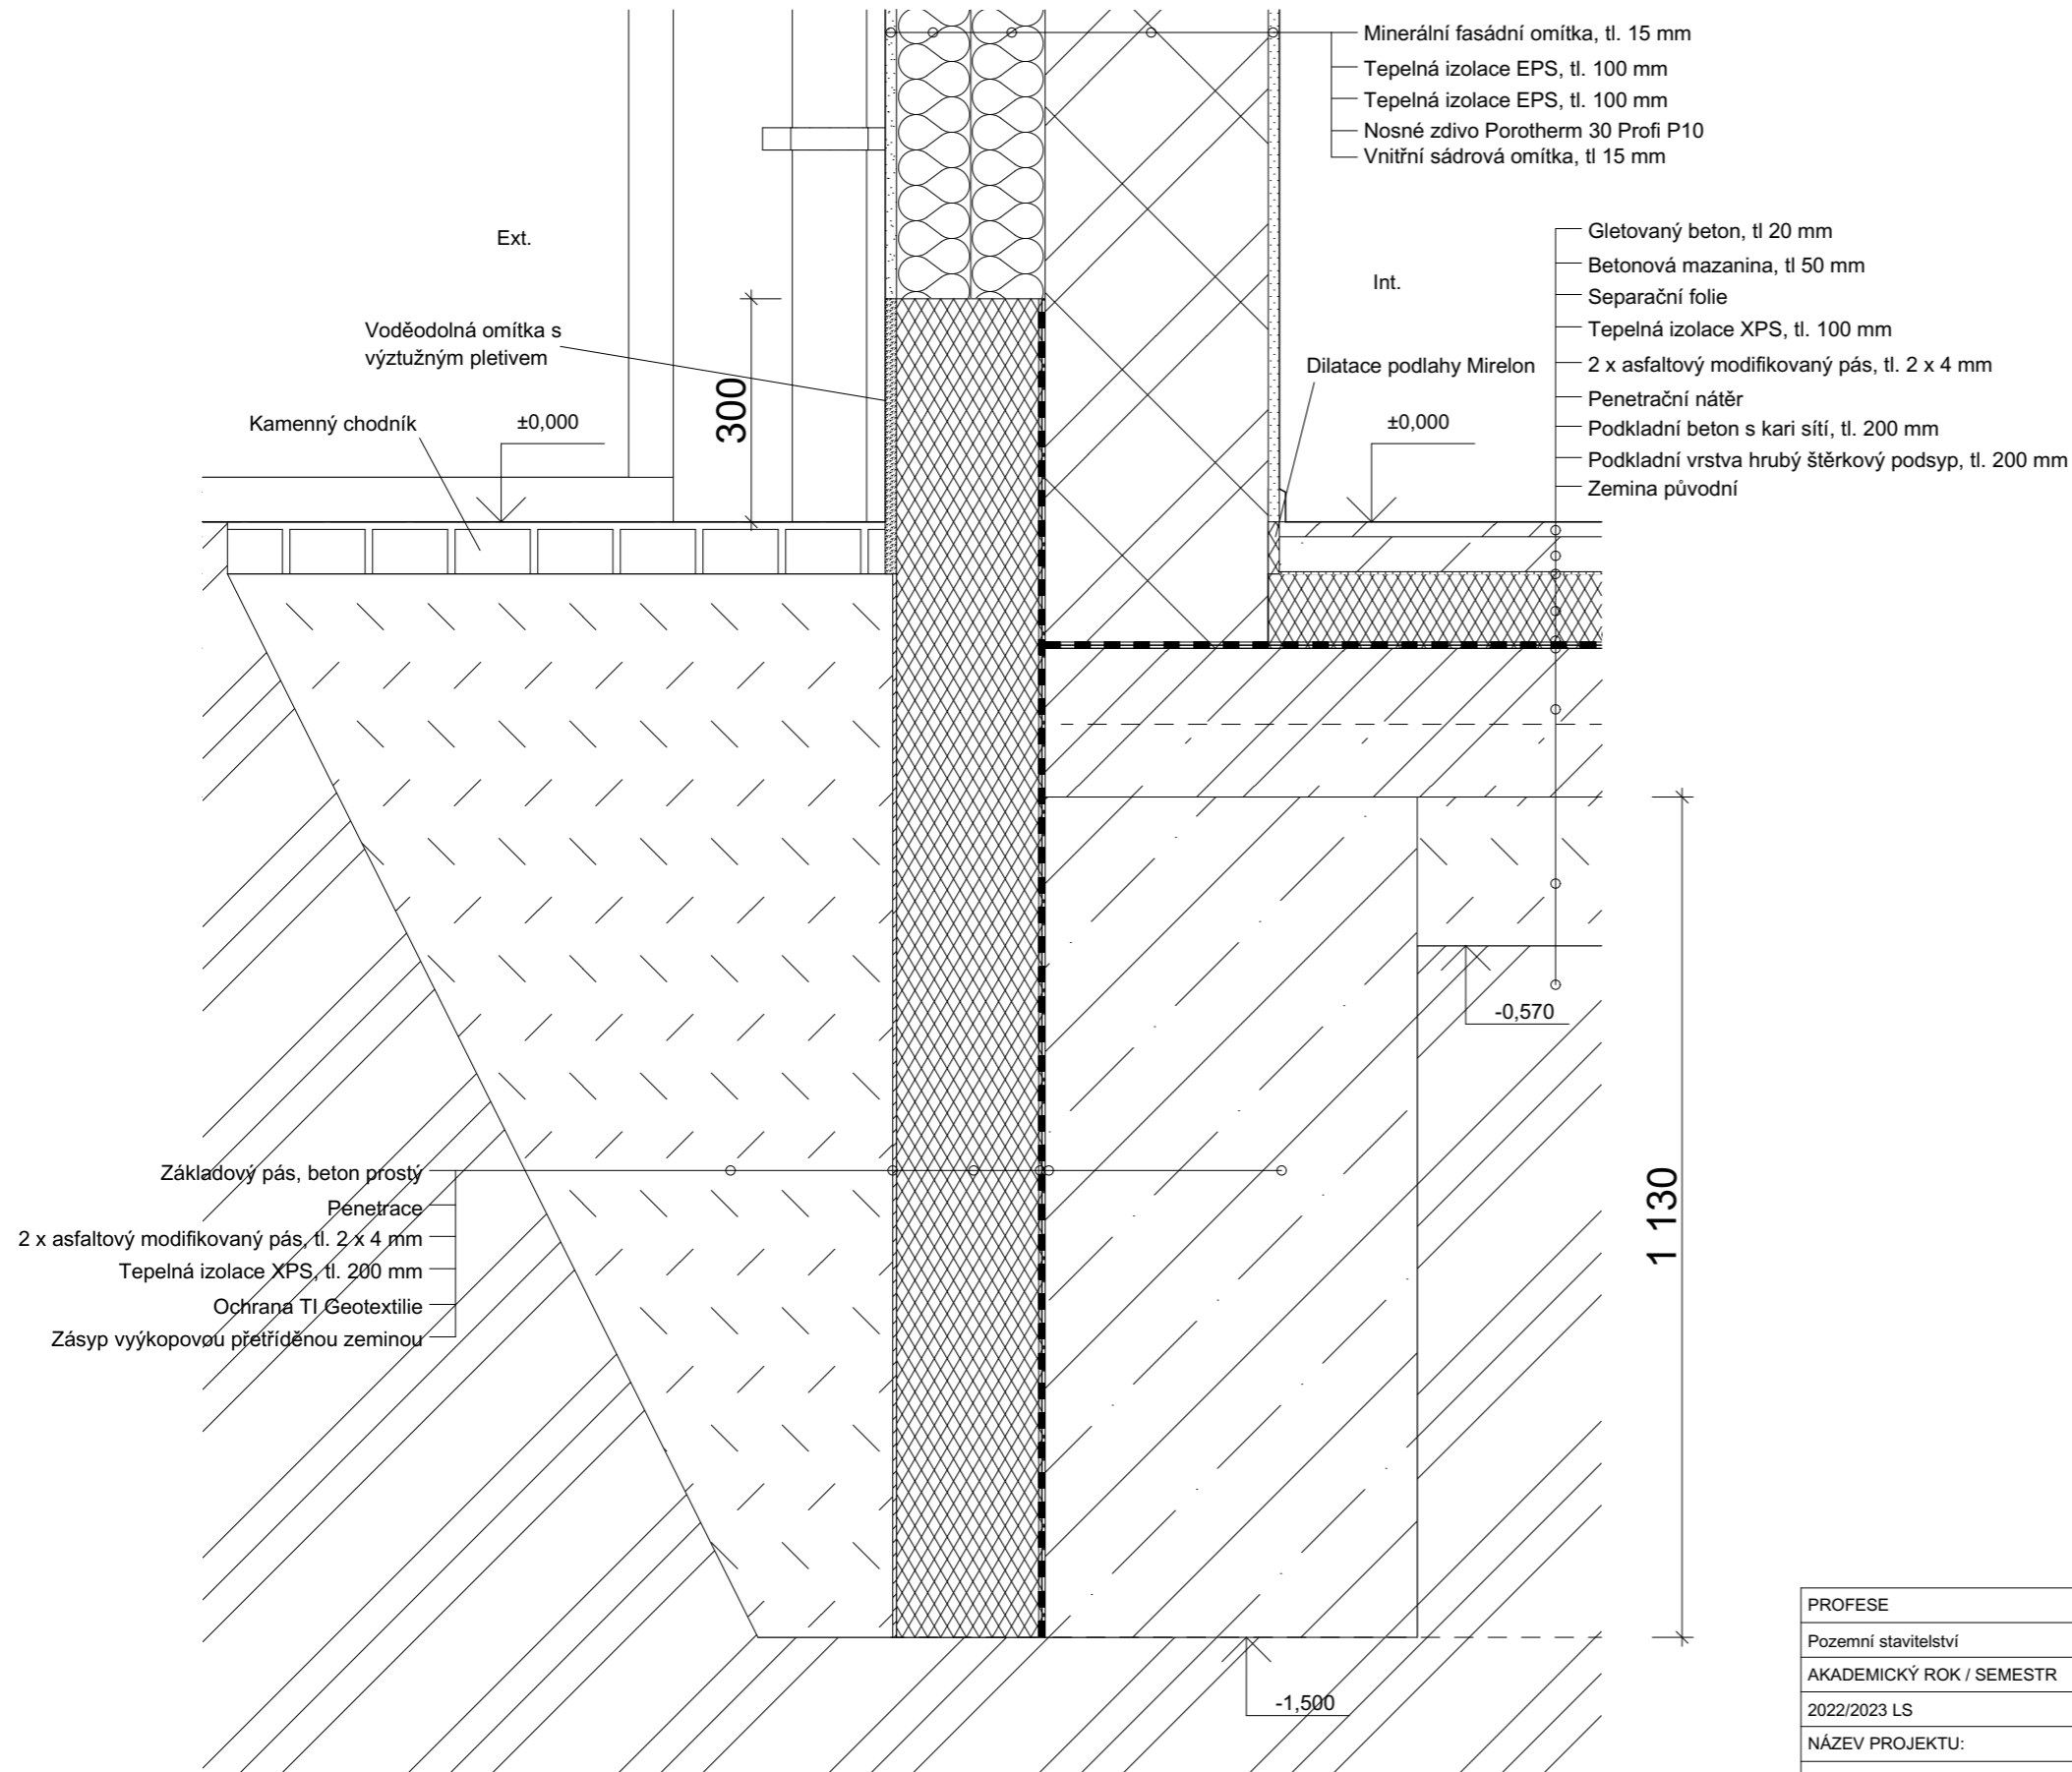 Minerální fasádní omítka, tl. 15 mm
Tepelná izolace EPS, tl. 100 mm
Tepelná izolace EPS, tl. 100 mm
Nosné zdivo Porotherm 30 Profi P10
Vnitřní sádrová omítka, tl 15 mm
Ext.
Int.
Gletovaný beton, tl 20 mm
Betonová mazanina, tl 50 mm
Separační folie
Tepelná izolace XPS, tl. 100 mm
2 x asfaltový modifikovaný pás, tl. 2 x 4 mm
Penetrační nátěr
Podkladní beton s kari sítí, tl. 200 mm
Podkladní vrstva hrubý štěrkový podsyp, tl. 200 mm
Zemina původní
Voděodolná omítka s
výztužným pletivem
300
Dilatace podlahy Mirelon
Kamenný chodník
±0,000
±0,000
-0,570
1 130
Základový pás, beton prostý
Penetrace
2 x asfaltový modifikovaný pás, tl. 2 x 4 mm
Tepelná izolace XPS, tl. 200 mm
Ochrana TI Geotextilie
Zásyp vyýkopovou přetříděnou zeminou
-1,500
PROFESE
Pozemní stavitelství
AKADEMICKÝ ROK / SEMESTR
2022/2023 LS
NÁZEV PROJEKTU: